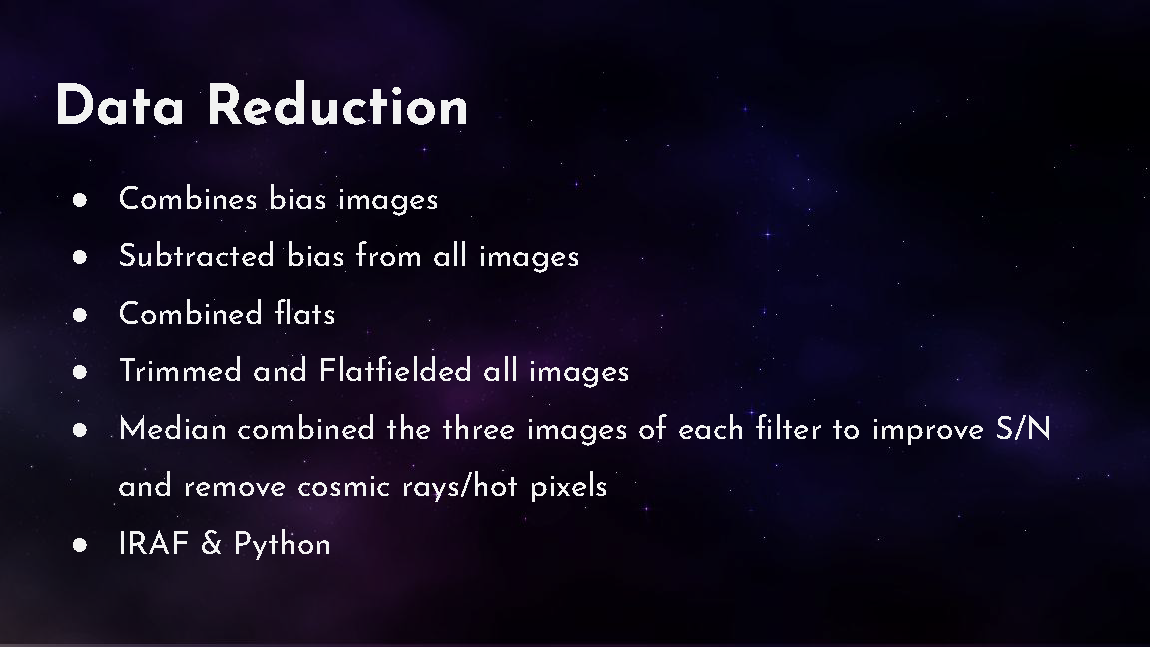 Data Reduction
● Combines bias images
● Subtracted bias from all images
● Combined flats
● Trimmed and Flatfielded all images
● Median combined the three images of each filter to improve S/N
and remove cosmic rays/hot pixels
● IRAF & Python